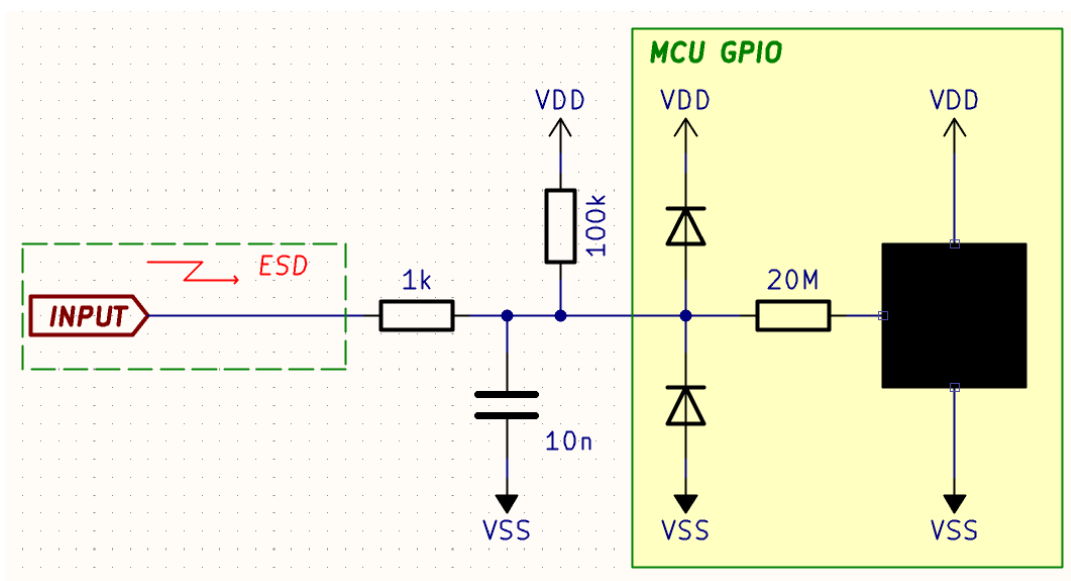 MCU GPIO
VDD
VDD
VDD
100k
ESD
1k
20M
INPUT
10n
VSS
VSS
VSS